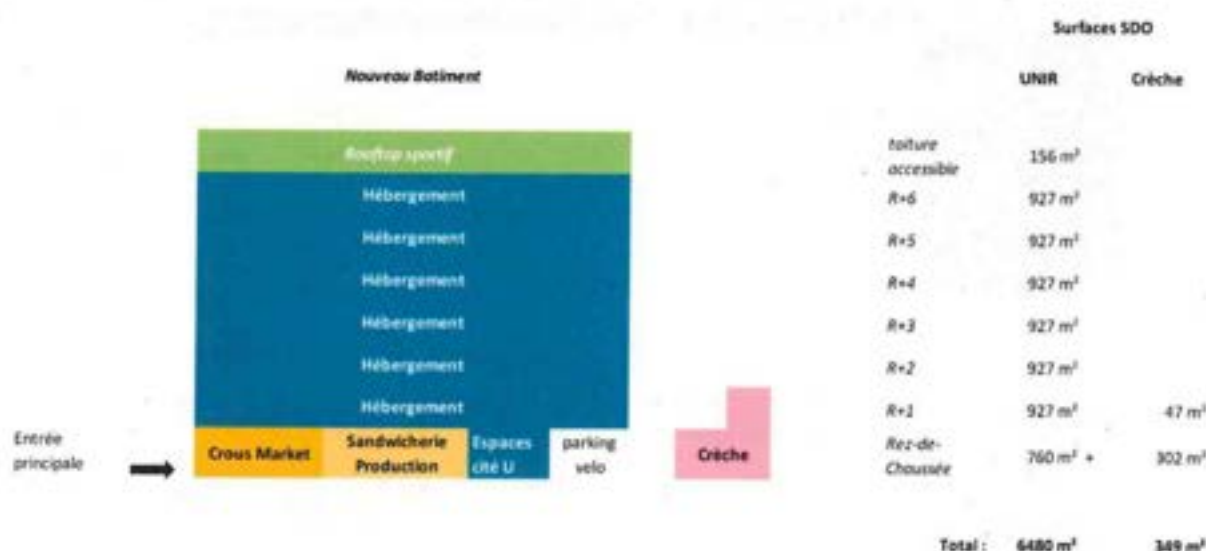 Surfaces SDO
Nouveau Batiment
UNIR Crèche
Rooftop sportif
toiture accessible 156 m²
Hébergement R+6 927 m²
Hébergement R+5 927 m²
Hébergement R+4 927 m²
Hébergement R+3 927 m²
Hébergement R+2 927 m²
Hébergement R+1 927 m² 47 m²
Entrée principale
Crous Market
Sandwicherie Production
Espaces cité U
parking velo
Crèche
Rez-de-Chaussée 760 m² + 302 m²
Total : 6480 m² 349 m²